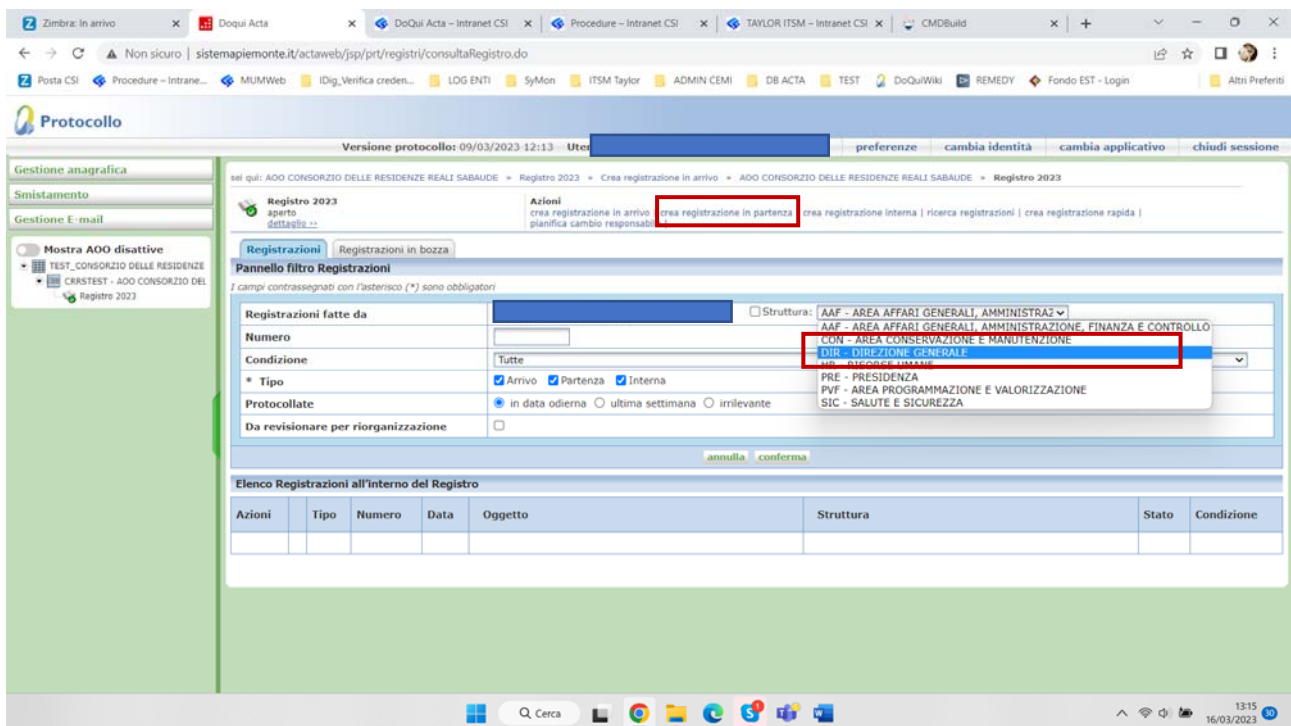 Zimbra: In arrivo
Doqui Acta
DoQui Acta – Intranet CSI
Procedure – Intranet CSI
TAYLOR ITSM – Intranet CSI
CMDBuild
Non sicuro | sistemapiemonte.it/actaweb/jsp/prt/registri/consultaRegistro.do
Posta CSI
Procedure – Intrane...
MUMWeb
IDig_Verifica creden...
LOG ENTI
SyMon
ITSM Taylor
ADMIN CEMI
DB ACTA
TEST
DoQuiWiki
REMEDY
Fondo EST - Login
Altri Preferiti
Protocollo
Versione protocollo: 09/03/2023 12:13
preferenze
cambia identità
cambia applicativo
chiudi sessione
Gestione anagrafica
Smistamento
Gestione E-mail
Mostra AOO disattive
TEST_CONSORZIO DELLE RESIDENZE
CRRSTEST - AOO CONSORZIO DEL
Registro 2023
sei qui: AOO CONSORZIO DELLE RESIDENZE REALI SABAUDE » Registro 2023 » Crea registrazione in arrivo » AOO CONSORZIO DELLE RESIDENZE REALI SABAUDE » Registro 2023
Registro 2023
aperto
dettaglio >>
Azioni
crea registrazione in arrivo | crea registrazione in partenza | crea registrazione interna | ricerca registrazioni | crea registrazione rapida |
pianifica cambio
Registrazioni
Registrazioni in bozza
Pannello filtro Registrazioni
I campi contrassegnati con l'asterisco (*) sono obbligatori
Registrazioni fatte da
Struttura: AAF - AREA AFFARI GENERALI, AMMINISTRAZ
AAF - AREA AFFARI GENERALI, AMMINISTRAZIONE, FINANZA E CONTROLLO
CON - AREA CONSERVAZIONE E MANUTENZIONE
DIR - DIREZIONE GENERALE
HR - RISORSE UMANE
PRE - PRESIDENZA
PVF - AREA PROGRAMMAZIONE E VALORIZZAZIONE
SIC - SALUTE E SICUREZZA
Numero
Condizione
Tutte
* Tipo
Arrivo Partenza Interna
Protocollate
in data odierna ultima settimana irrilevante
Da revisionare per riorganizzazione
annulla conferma
Elenco Registrazioni all'interno del Registro
Azioni Tipo Numero Data Oggetto Struttura Stato Condizione
Cerca
13:15
16/03/2023
30